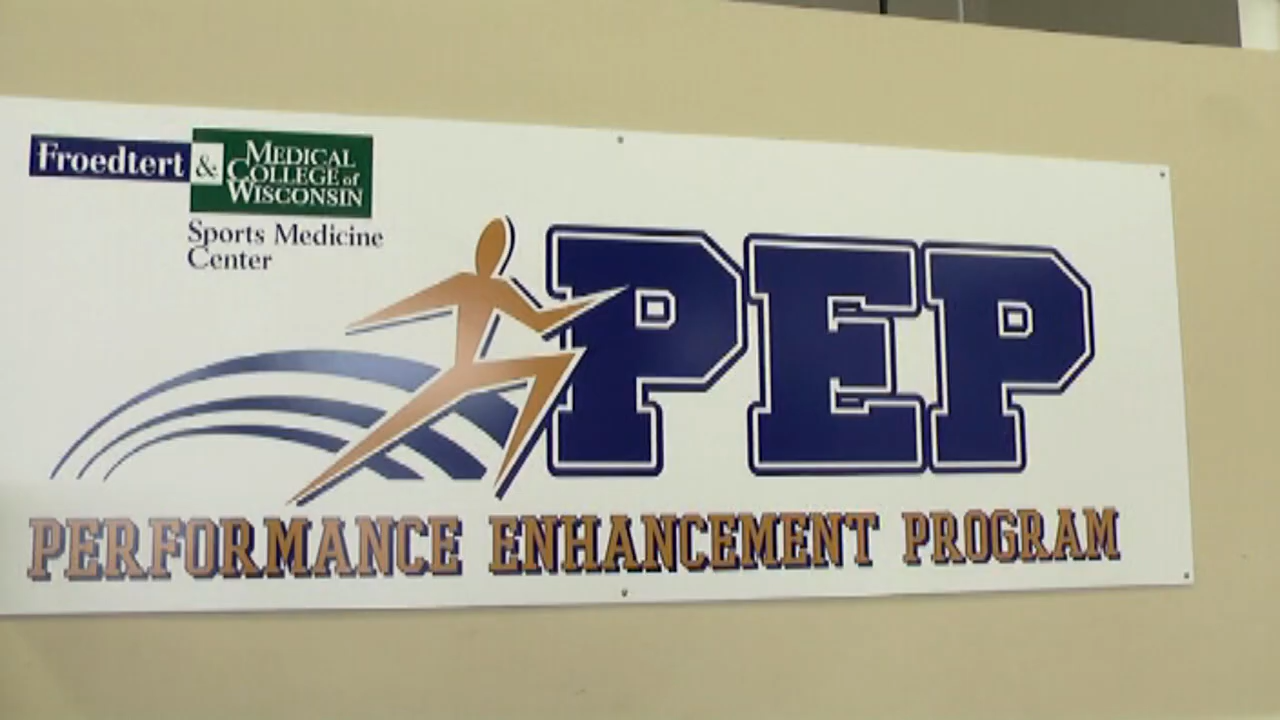 Froedtert & MEDICAL COLLEGE of WISCONSIN
Sports Medicine
Center
PEP
PERFORMANCE ENHANCEMENT PROGRAM